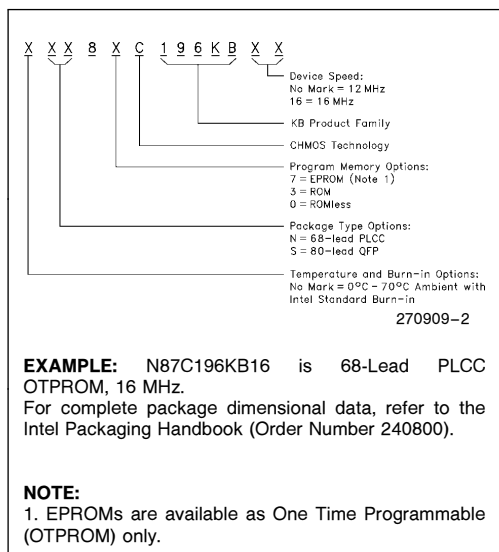 X XX 8 X C 196KB XX
Device Speed:
No Mark = 12 MHz
16 = 16 MHz
KB Product Family
CHMOS Technology
Program Memory Options:
7 = EPROM (Note 1)
3 = ROM
0 = ROMless
Package Type Options:
N = 68-lead PLCC
S = 80-lead QFP
Temperature and Burn-in Options:
No Mark = 0°C – 70°C Ambient with
Intel Standard Burn-in
270909–2
EXAMPLE: N87C196KB16 is 68-Lead PLCC
OTPROM, 16 MHz.
For complete package dimensional data, refer to the
Intel Packaging Handbook (Order Number 240800).
NOTE:
1. EPROMs are available as One Time Programmable
(OTPROM) only.